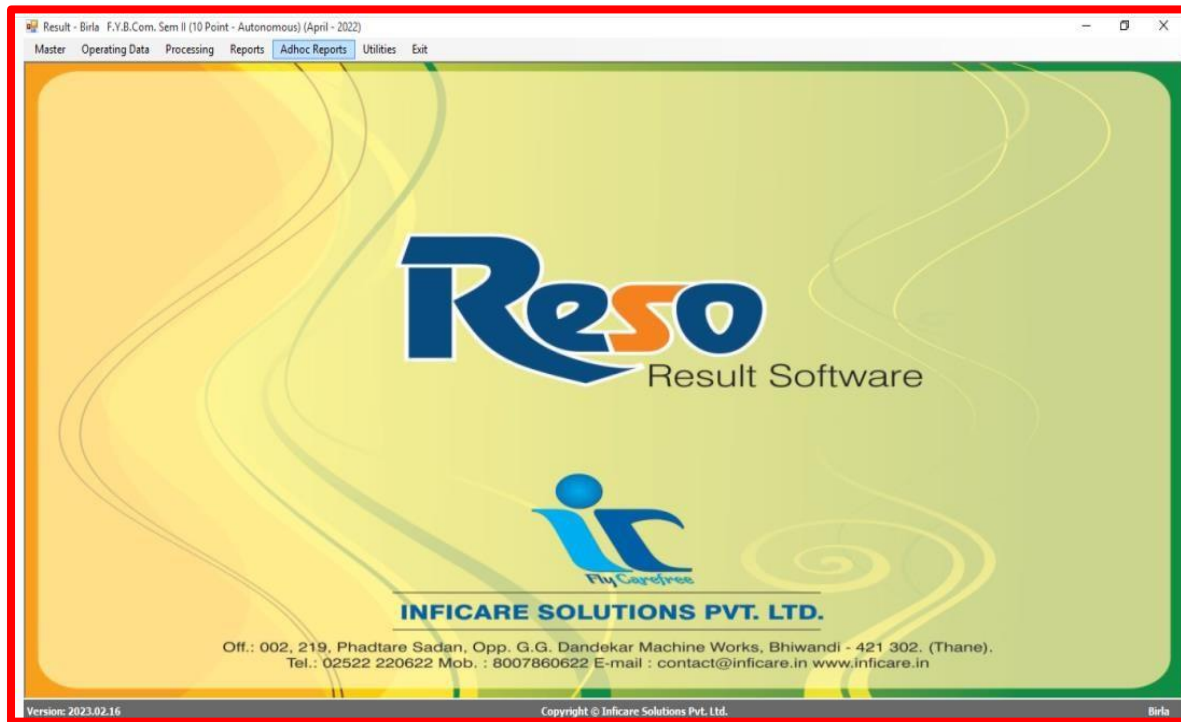 Result - Birla F.Y.B.Com. Sem II (10 Point - Autonomous) (April - 2022)
Master Operating Data Processing Reports Adhoc Reports Utilities Exit
Reso
Result Software
ic
Fly Carefree
INFICARE SOLUTIONS PVT. LTD.
Off.: 002, 219, Phadtare Sadan, Opp. G.G. Dandekar Machine Works, Bhiwandi - 421 302. (Thane).
Tel.: 02522 220622 Mob. : 8007860622 E-mail : contact@inficare.in www.inficare.in
Version: 2023.02.16 Copyright © Inficare Solutions Pvt. Ltd. Birla